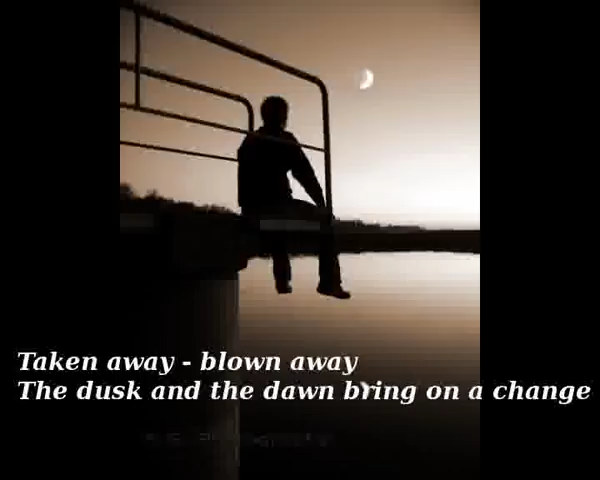 Taken away - blown away
The dusk and the dawn bring on a change